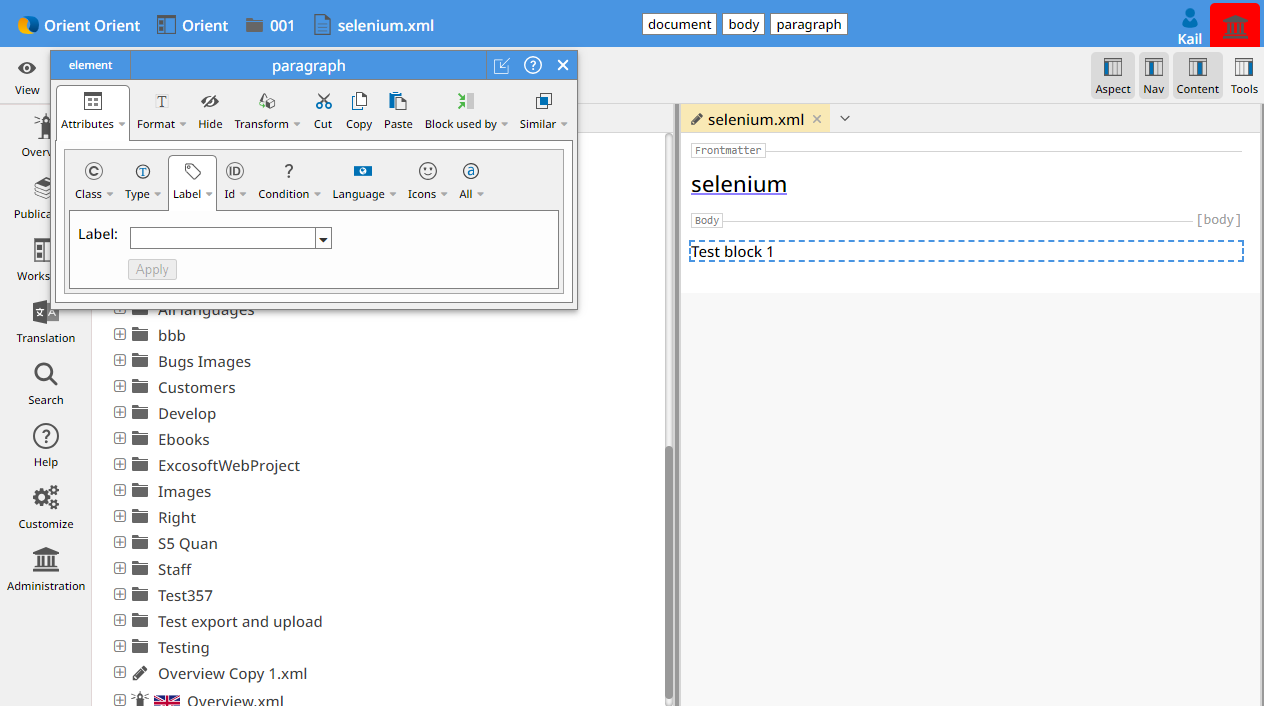 Orient Orient Orient 001 selenium.xml document body paragraph Kail
element paragraph ?
View Aspect Nav Content Tools
Attributes Format Hide Transform Cut Copy Paste Block used by Similar
Class Type Label Id Condition Language Icons All
Label:
Apply
Overv
Publica
Works
Translation
Search
Help
Customize
Administration
All languages
bbb
Bugs Images
Customers
Develop
Ebooks
ExcosoftWebProject
Images
Right
S5 Quan
Staff
Test357
Test export and upload
Testing
Overview Copy 1.xml
Overview.xml
selenium.xml
Frontmatter
selenium
Body [body]
Test block 1